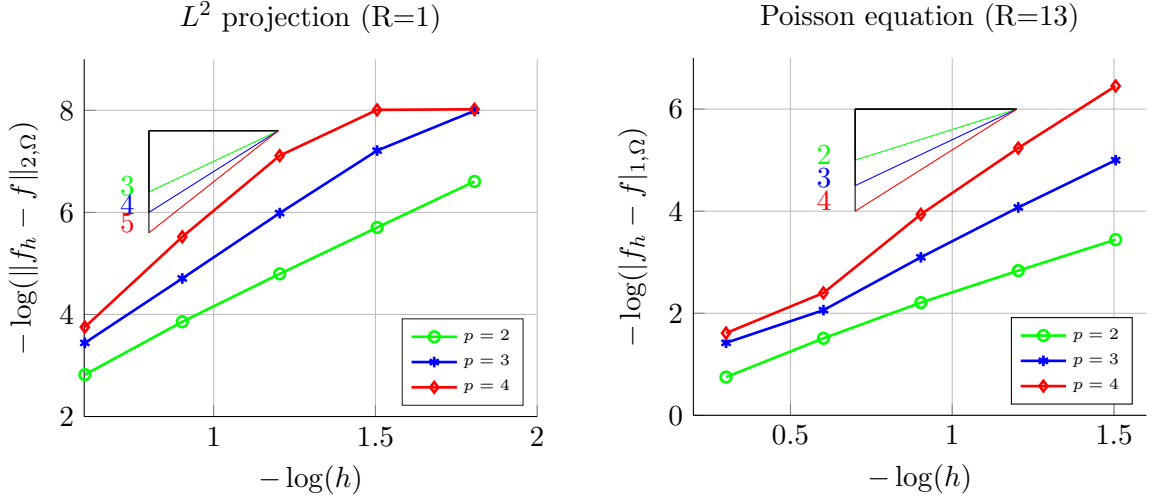 L² projection (R=1)
− log(‖f_h − f‖_{2,Ω})
8
6
4
2
3
4
5
p = 2
p = 3
p = 4
1
1.5
2
− log(h)
Poisson equation (R=13)
− log(|f_h − f|_{1,Ω})
6
4
2
0
2
3
4
p = 2
p = 3
p = 4
0.5
1
1.5
− log(h)